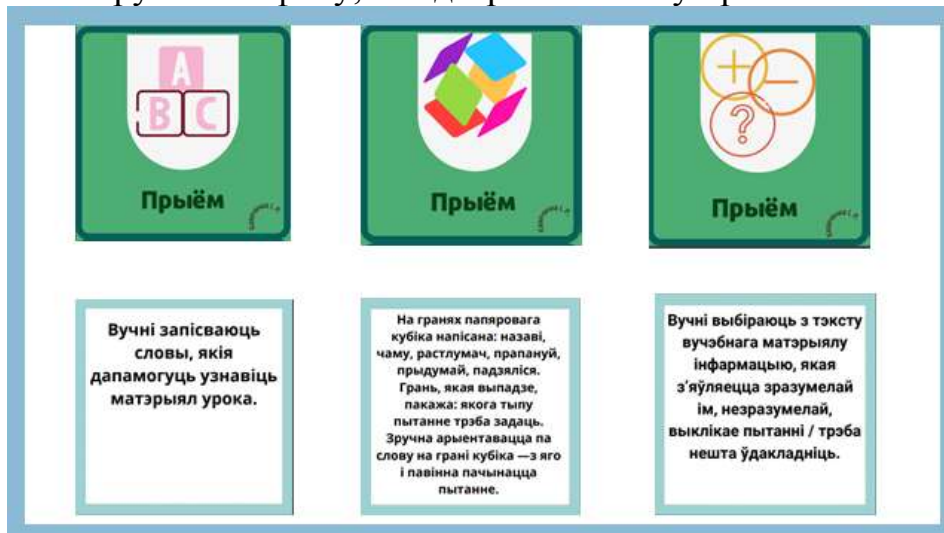 A
B C
Прыём
Прыём
+ −
?
Прыём
Вучні запісваюць
словы, якія
дапамогуць узнавіць
матэрыял урока.
На гранях папяровага
кубіка напісана: назаві,
чаму, растлумач, прапануй,
прыдумай, падзяліся.
Грань, якая выпадзе,
пакажа: якога тыпу
пытанне трэба задаць.
Зручна арыентавацца па
слову на грані кубіка —з яго
і павінна пачынацца
пытанне.
Вучні выбіраюць з тэксту
вучэбнага матэрыялу
інфармацыю, якая
з’яўляецца зразумелай
ім, незразумелай,
выклікае пытанні / трэба
нешта ўдакладніць.